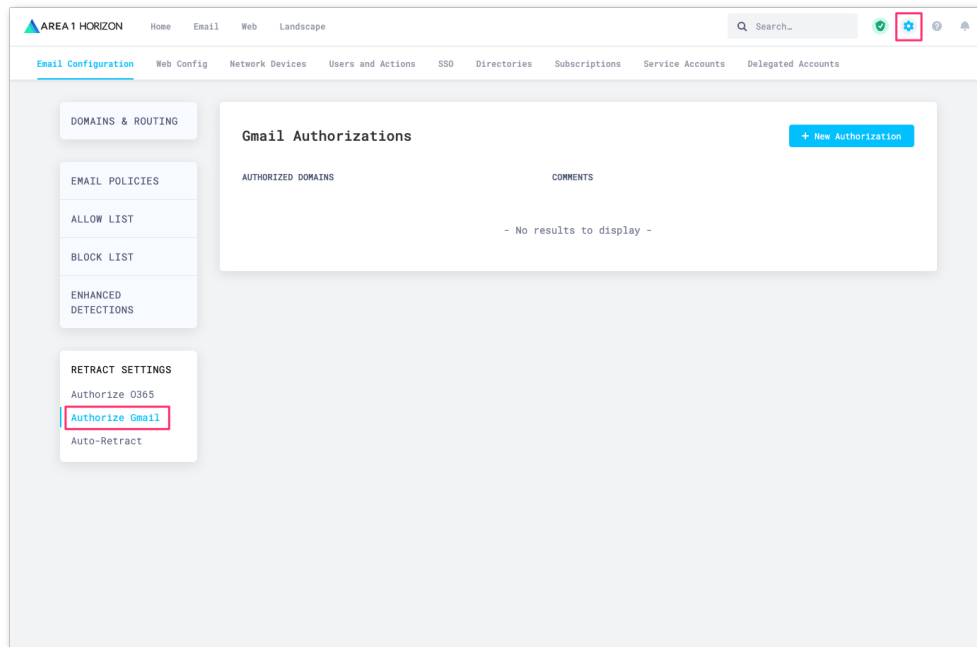 AREA 1 HORIZON Home Email Web Landscape Search…
Email Configuration Web Config Network Devices Users and Actions SSO Directories Subscriptions Service Accounts Delegated Accounts
DOMAINS & ROUTING
EMAIL POLICIES
ALLOW LIST
BLOCK LIST
ENHANCED
DETECTIONS
RETRACT SETTINGS
Authorize O365
Authorize Gmail
Auto-Retract
Gmail Authorizations
+ New Authorization
AUTHORIZED DOMAINS COMMENTS
- No results to display -